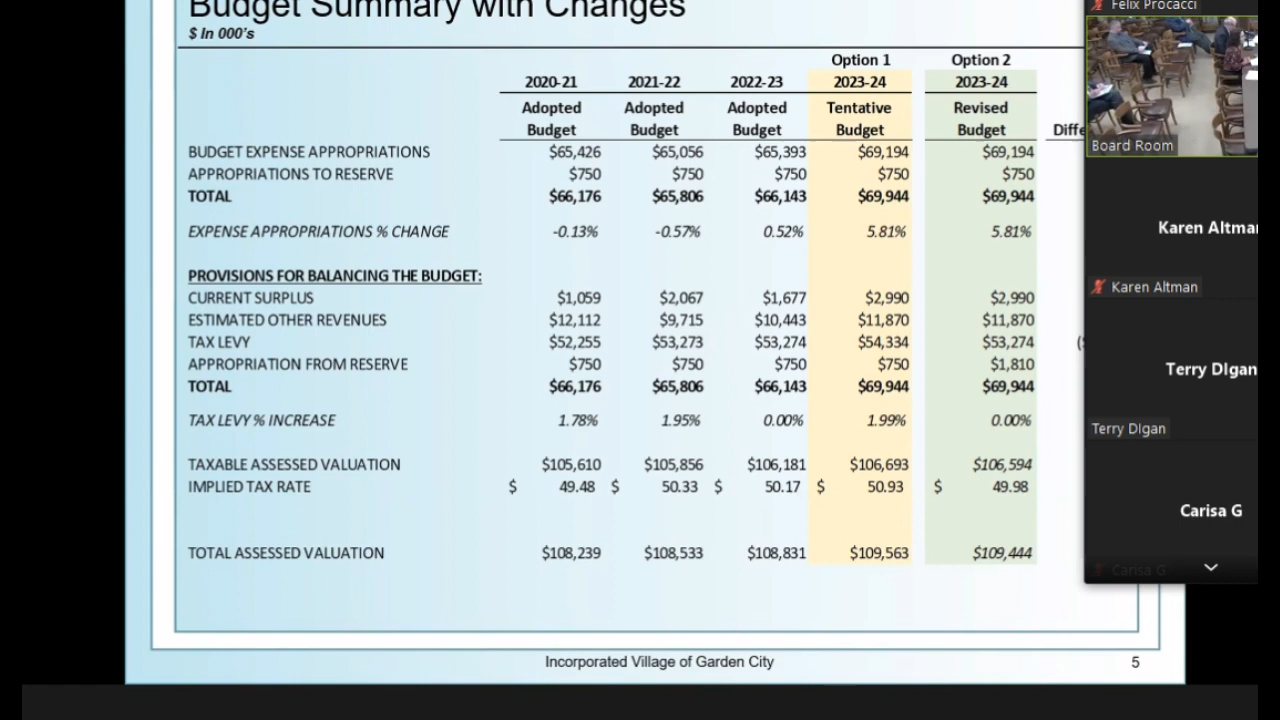 Budget Summary with Changes
$ In 000's
Option 1 Option 2
2020-21 2021-22 2022-23 2023-24 2023-24
Adopted Adopted Adopted Tentative Revised
Budget Budget Budget Budget Budget Diffe
BUDGET EXPENSE APPROPRIATIONS $65,426 $65,056 $65,393 $69,194 $69,194
APPROPRIATIONS TO RESERVE $750 $750 $750 $750 $750
TOTAL $66,176 $65,806 $66,143 $69,944 $69,944
EXPENSE APPROPRIATIONS % CHANGE -0.13% -0.57% 0.52% 5.81% 5.81%
PROVISIONS FOR BALANCING THE BUDGET:
CURRENT SURPLUS $1,059 $2,067 $1,677 $2,990 $2,990
ESTIMATED OTHER REVENUES $12,112 $9,715 $10,443 $11,870 $11,870
TAX LEVY $52,255 $53,273 $53,274 $54,334 $53,274 ($
APPROPRIATION FROM RESERVE $750 $750 $750 $750 $1,810
TOTAL $66,176 $65,806 $66,143 $69,944 $69,944
TAX LEVY % INCREASE 1.78% 1.95% 0.00% 1.99% 0.00%
TAXABLE ASSESSED VALUATION $105,610 $105,856 $106,181 $106,693 $106,594
IMPLIED TAX RATE $ 49.48 $ 50.33 $ 50.17 $ 50.93 $ 49.98
TOTAL ASSESSED VALUATION $108,239 $108,533 $108,831 $109,563 $109,444
Incorporated Village of Garden City 5
Felix Procacci
Board Room
Karen Altman
Karen Altman
Terry DIgan
Terry DIgan
Carisa G
Carisa G